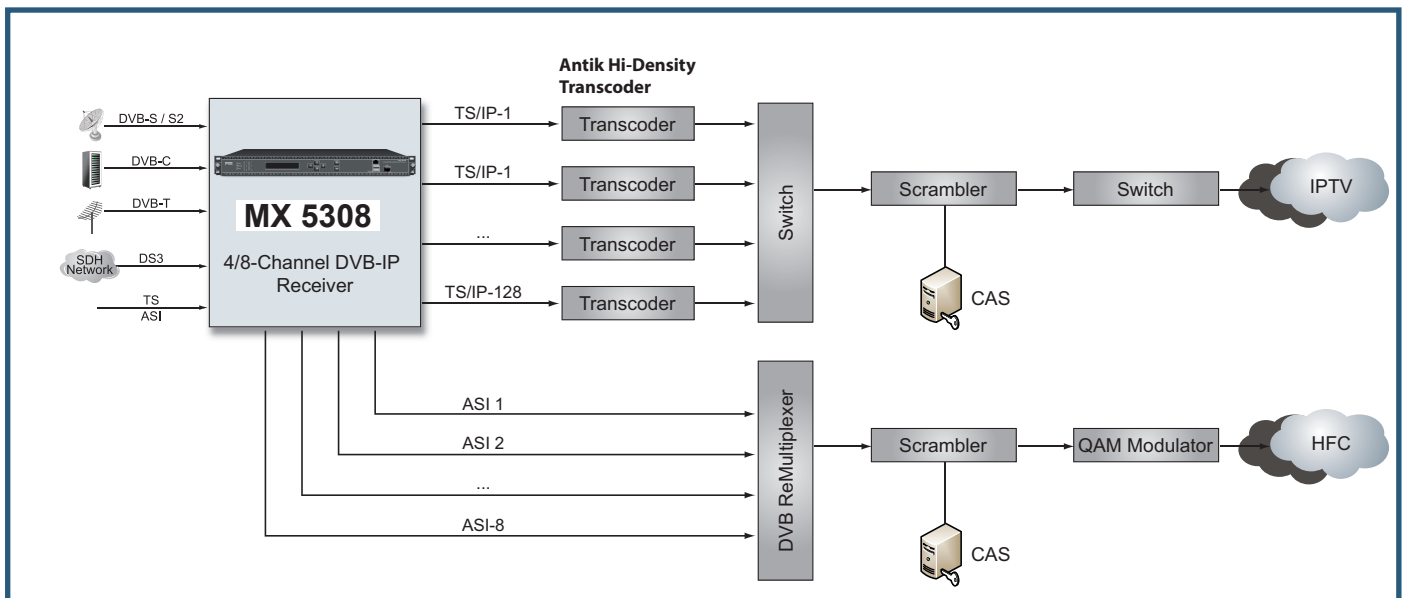 Antik Hi-Density
Transcoder
DVB-S / S2
DVB-C
DVB-T
SDH
Network
DS3
TS
ASI
MX 5308
4/8-Channel DVB-IP
Receiver
TS/IP-1
Transcoder
TS/IP-1
Transcoder
...
Transcoder
TS/IP-128
Transcoder
Switch
Scrambler
Switch
IPTV
CAS
ASI 1
ASI 2
...
ASI-8
DVB ReMultiplexer
Scrambler
QAM Modulator
HFC
CAS